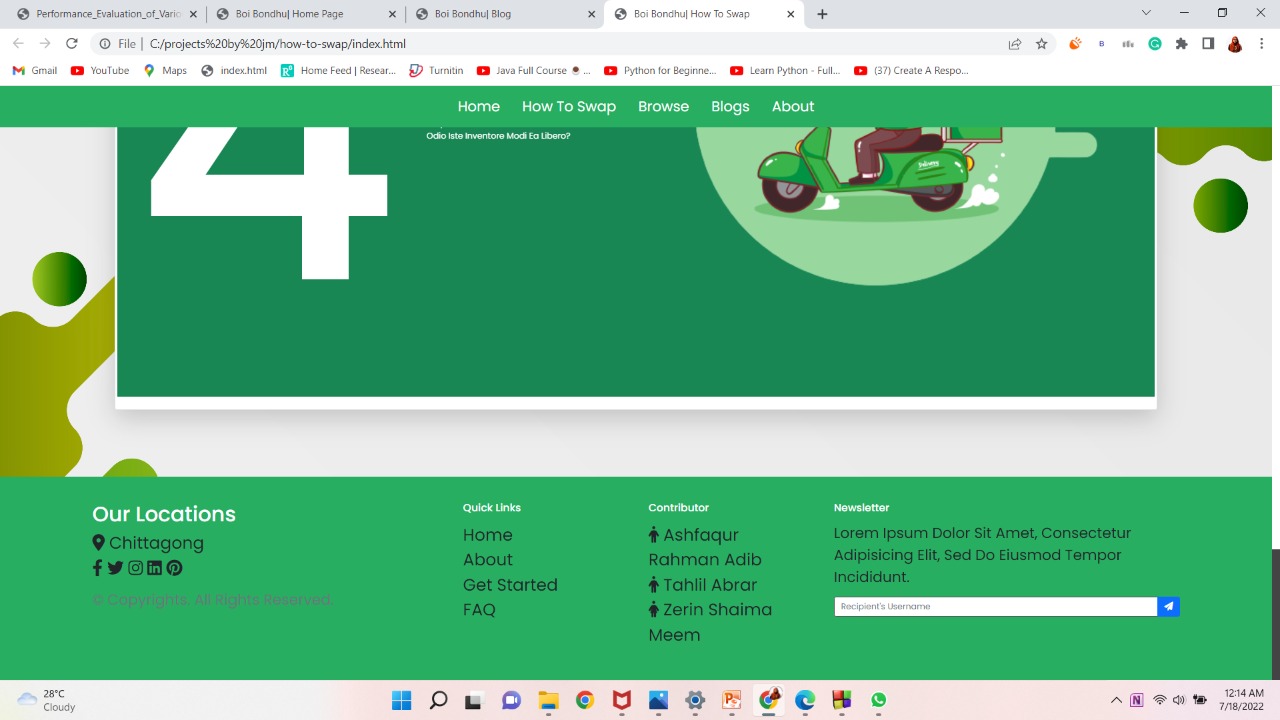 Performance_Evaluation_Vario
Boi Bondhu| Home
Boi Bondhu| Blog
Boi Bondhu| How To Swap
File
C:/projects%20by%20jm/how-to-swap/index.html
Gmail
YouTube
Maps
index.html
Home Feed | Resear...
Turnitin
Java Full Course ...
Python for Beginne...
Learn Python - Full...
(37) Create A Respo...
Home
How To Swap
Browse
Blogs
About
4
Odio Iste Inventore Modi Ea Libero?
Delivery
Our Locations
Chittagong
© Copyrights. All Rights Reserved.
Quick Links
Home
About
Get Started
FAQ
Contributor
Ashfaqur
Rahman Adib
Tahlil Abrar
Zerin Shaima
Meem
Newsletter
Lorem Ipsum Dolor Sit Amet, Consectetur
Adipisicing Elit, Sed Do Eiusmod Tempor
Incididunt.
Recipient's Username
28°C
Cloudy
12:14 AM
7/18/2022